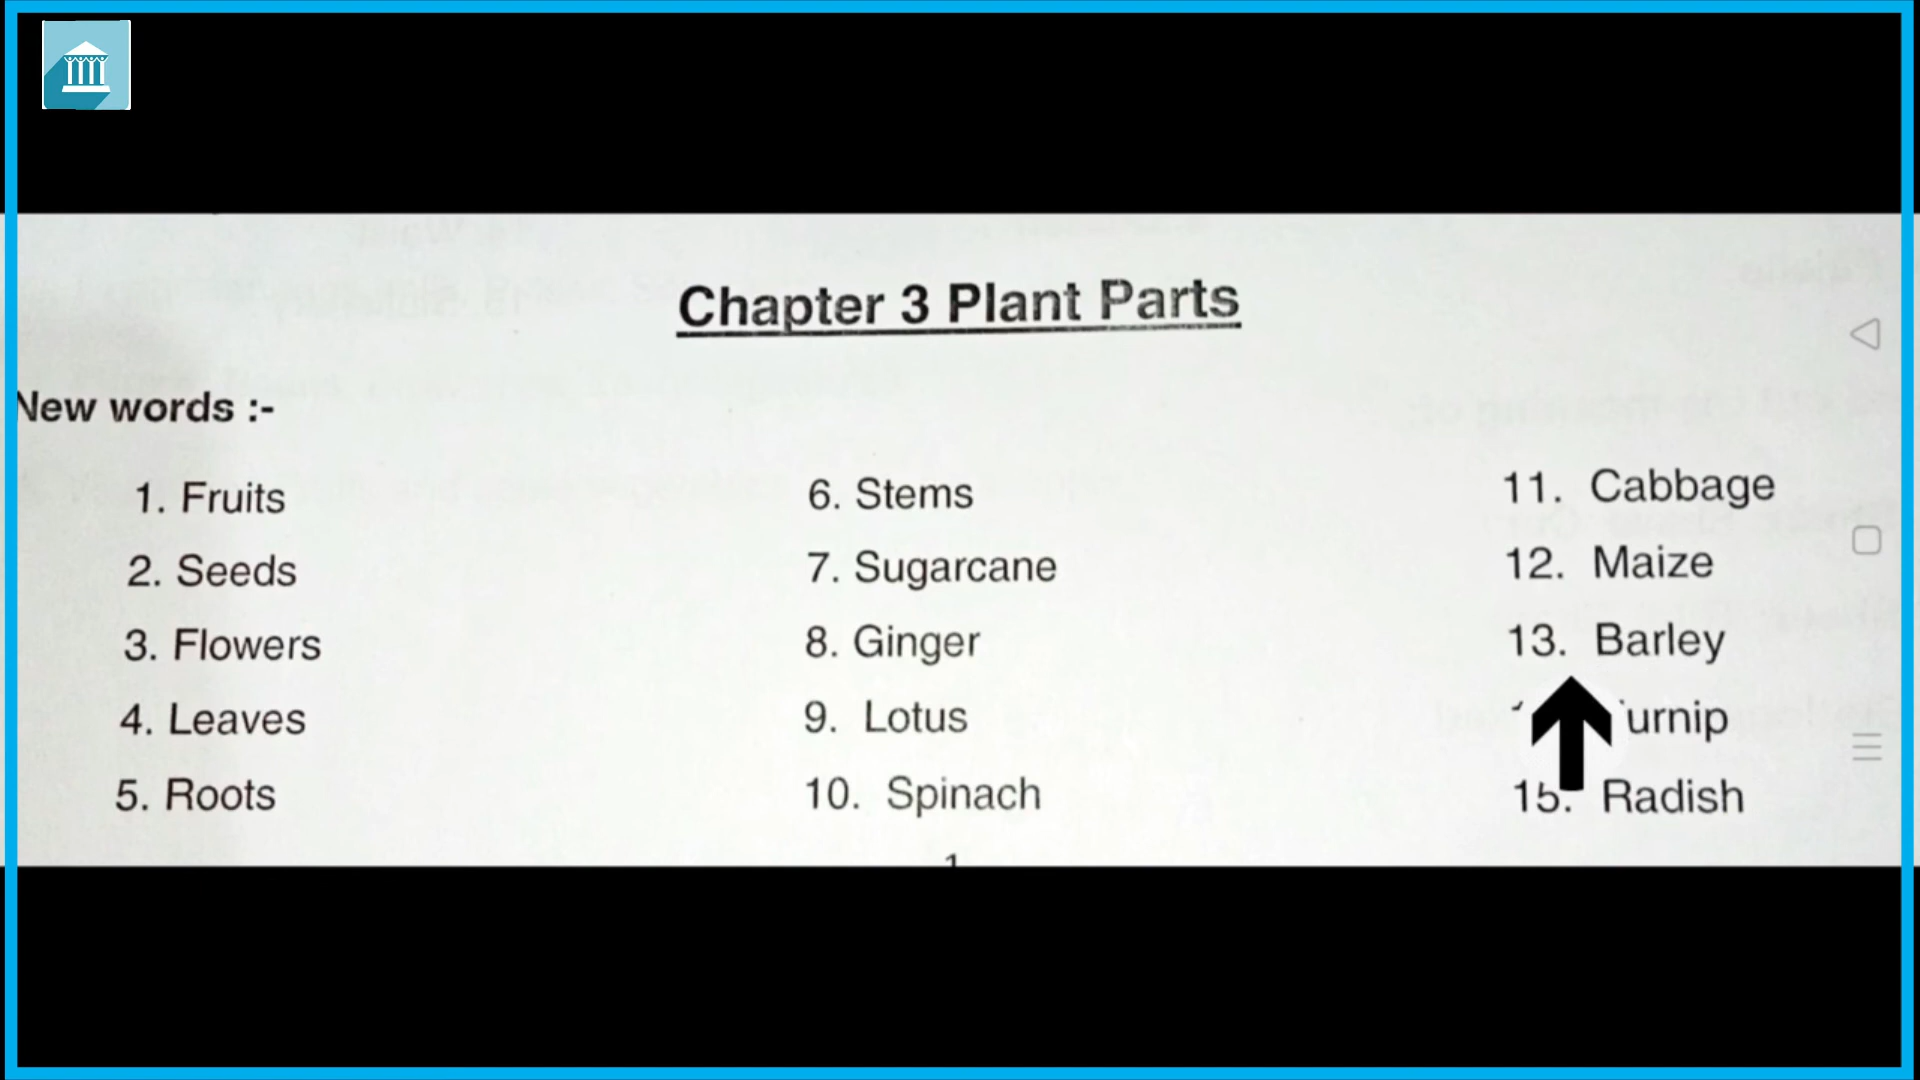 Chapter 3 Plant Parts
New words :-
1. Fruits
2. Seeds
3. Flowers
4. Leaves
5. Roots
6. Stems
7. Sugarcane
8. Ginger
9. Lotus
10. Spinach
11. Cabbage
12. Maize
13. Barley
urnip
15. Radish
1